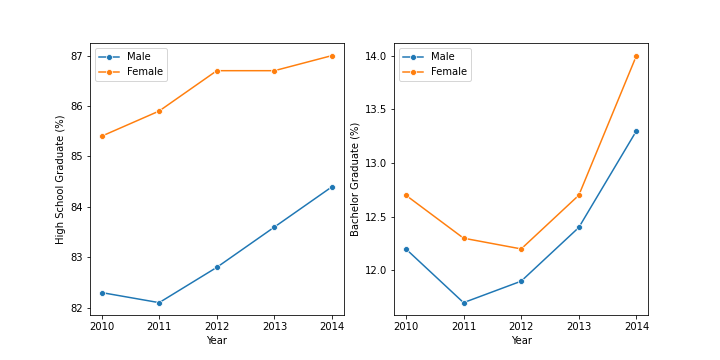 Male
Female
87
86
85
84
83
82
High School Graduate (%)
2010 2011 2012 2013 2014
Year
Male
Female
14.0
13.5
13.0
12.5
12.0
Bachelor Graduate (%)
2010 2011 2012 2013 2014
Year